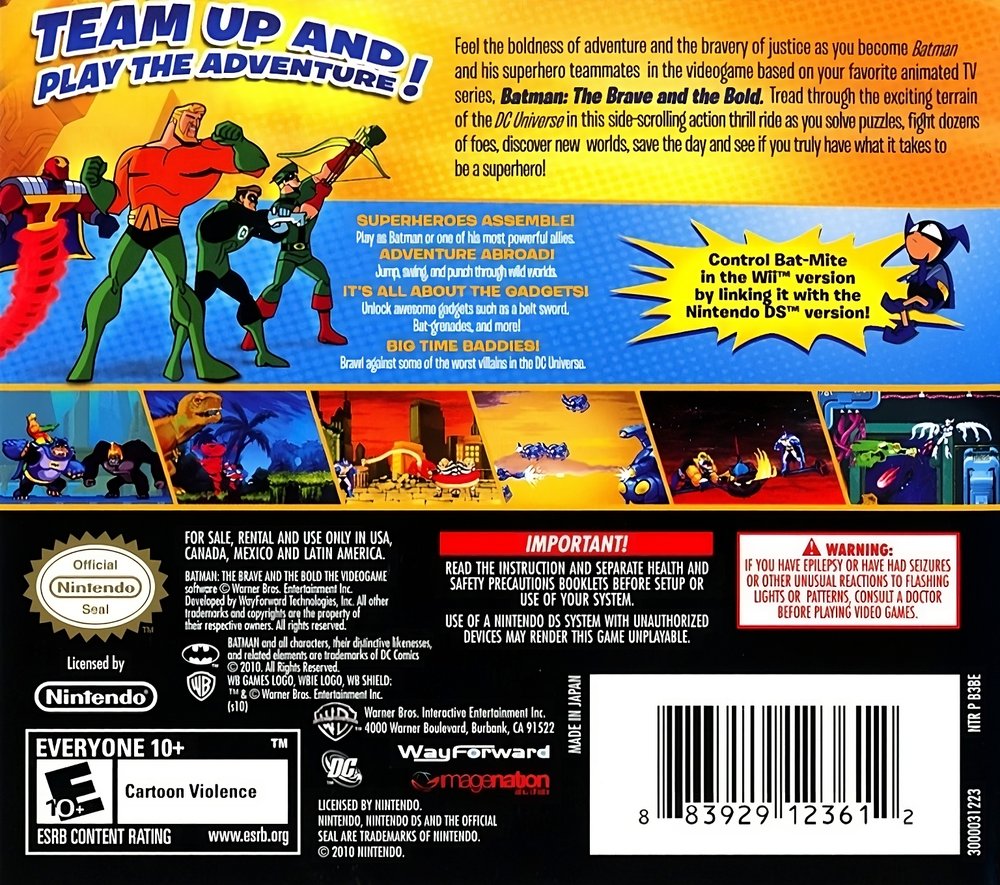 TEAM UP AND
PLAY THE ADVENTURE!
Feel the boldness of adventure and the bravery of justice as you become Batman
and his superhero teammates in the videogame based on your favorite animated TV
series, Batman: The Brave and the Bold. Tread through the exciting terrain
of the DC Universe in this side-scrolling action thrill ride as you solve puzzles, fight dozens
of foes, discover new worlds, save the day and see if you truly have what it takes to
be a superhero!
SUPERHEROES ASSEMBLE!
Play as Batman or one of his most powerful allies.
ADVENTURE ABROAD!
Jump, swing, and punch through wild worlds.
IT'S ALL ABOUT THE GADGETS!
Unlock awesome gadgets such as a belt sword,
Bat-grenades, and more!
BIG TIME BADDIES!
Brawl against some of the worst villains in the DC Universe.
Control Bat-Mite
in the Wii™ version
by linking it with the
Nintendo DS™ version!
Official
Nintendo
Seal
TM
Licensed by
Nintendo®
FOR SALE, RENTAL AND USE ONLY IN USA,
CANADA, MEXICO AND LATIN AMERICA.
BATMAN: THE BRAVE AND THE BOLD THE VIDEOGAME
software © Warner Bros. Entertainment Inc.
Developed by WayForward Technologies, Inc. All other
trademarks and copyrights are the property of
their respective owners. All rights reserved.
BATMAN and all characters, their distinctive likenesses,
and related elements are trademarks of DC Comics
© 2010. All Rights Reserved.
WB GAMES LOGO, WBIE LOGO, WB SHIELD:
™ & © Warner Bros. Entertainment Inc.
(s10)
IMPORTANT!
READ THE INSTRUCTION AND SEPARATE HEALTH AND
SAFETY PRECAUTIONS BOOKLETS BEFORE SETUP OR
USE OF YOUR SYSTEM.
USE OF A NINTENDO DS SYSTEM WITH UNAUTHORIZED
DEVICES MAY RENDER THIS GAME UNPLAYABLE.
WARNING:
IF YOU HAVE EPILEPSY OR HAVE HAD SEIZURES
OR OTHER UNUSUAL REACTIONS TO FLASHING
LIGHTS OR PATTERNS, CONSULT A DOCTOR
BEFORE PLAYING VIDEO GAMES.
Warner Bros. Interactive Entertainment Inc.
4000 Warner Boulevard, Burbank, CA 91522
WayForward
DC
magenation
LICENSED BY NINTENDO.
NINTENDO, NINTENDO DS AND THE OFFICIAL
SEAL ARE TRADEMARKS OF NINTENDO.
© 2010 NINTENDO.
EVERYONE 10+
TM
E
10+
Cartoon Violence
ESRB CONTENT RATING
www.esrb.org
MADE IN JAPAN
8 83929 12361 2
NTR P B3BE
3000031223